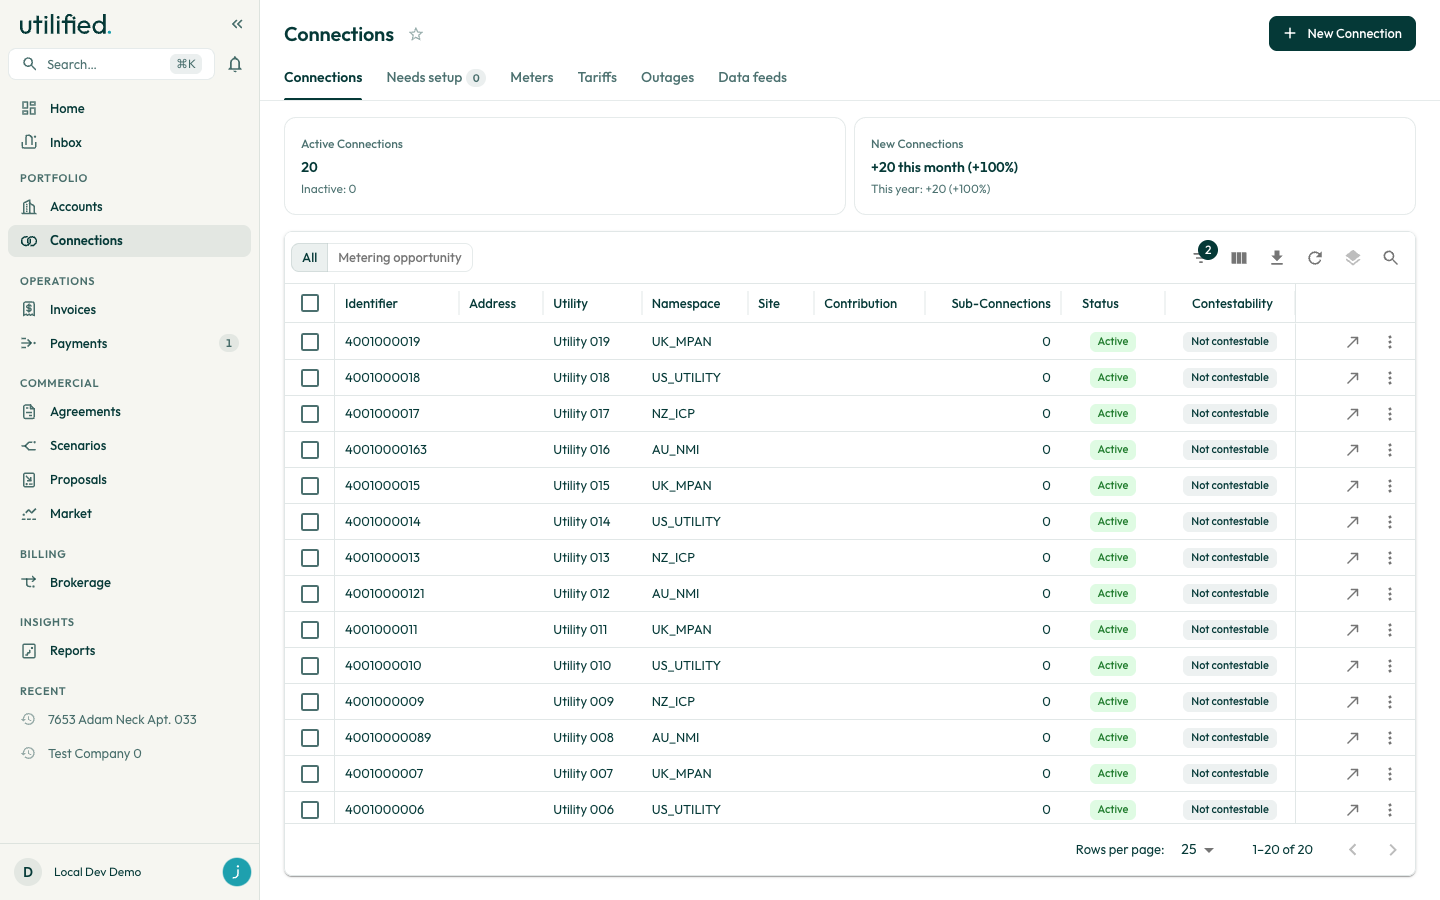 utilified.
Search...
⌘K
Home
Inbox
PORTFOLIO
Accounts
Connections
OPERATIONS
Invoices
Payments
1
COMMERCIAL
Agreements
Scenarios
Proposals
Market
BILLING
Brokerage
INSIGHTS
Reports
RECENT
7653 Adam Neck Apt. 033
Test Company 0
D Local Dev Demo j
Connections
New Connection
Connections Needs setup 0 Meters Tariffs Outages Data feeds
Active Connections
20
Inactive: 0
New Connections
+20 this month (+100%)
This year: +20 (+100%)
All Metering opportunity
2
Identifier Address Utility Namespace Site Contribution Sub-Connections Status Contestability
4001000019 Utility 019 UK_MPAN 0 Active Not contestable
4001000018 Utility 018 US_UTILITY 0 Active Not contestable
4001000017 Utility 017 NZ_ICP 0 Active Not contestable
40010000163 Utility 016 AU_NMI 0 Active Not contestable
4001000015 Utility 015 UK_MPAN 0 Active Not contestable
4001000014 Utility 014 US_UTILITY 0 Active Not contestable
4001000013 Utility 013 NZ_ICP 0 Active Not contestable
40010000121 Utility 012 AU_NMI 0 Active Not contestable
4001000011 Utility 011 UK_MPAN 0 Active Not contestable
4001000010 Utility 010 US_UTILITY 0 Active Not contestable
4001000009 Utility 009 NZ_ICP 0 Active Not contestable
40010000089 Utility 008 AU_NMI 0 Active Not contestable
4001000007 Utility 007 UK_MPAN 0 Active Not contestable
4001000006 Utility 006 US_UTILITY 0 Active Not contestable
Rows per page: 25 1–20 of 20